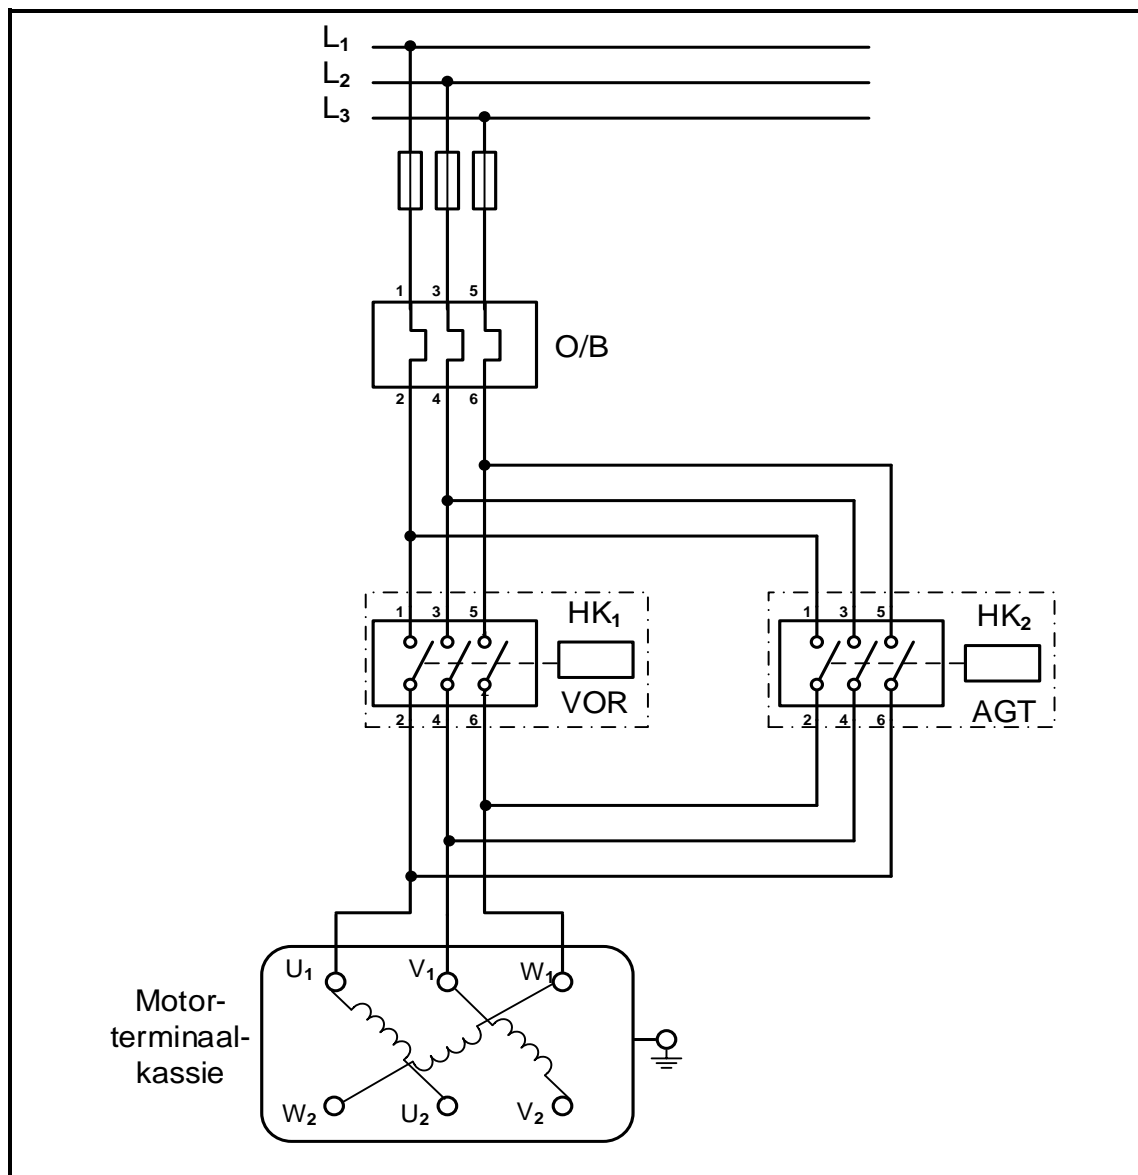 L₁
L₂
L₃
1 3 5
O/B
2 4 6
1 3 5
HK₁
VOR
2 4 6
1 3 5
HK₂
AGT
2 4 6
U₁ V₁ W₁
Motor-
terminaal-
kassie
W₂ U₂ V₂